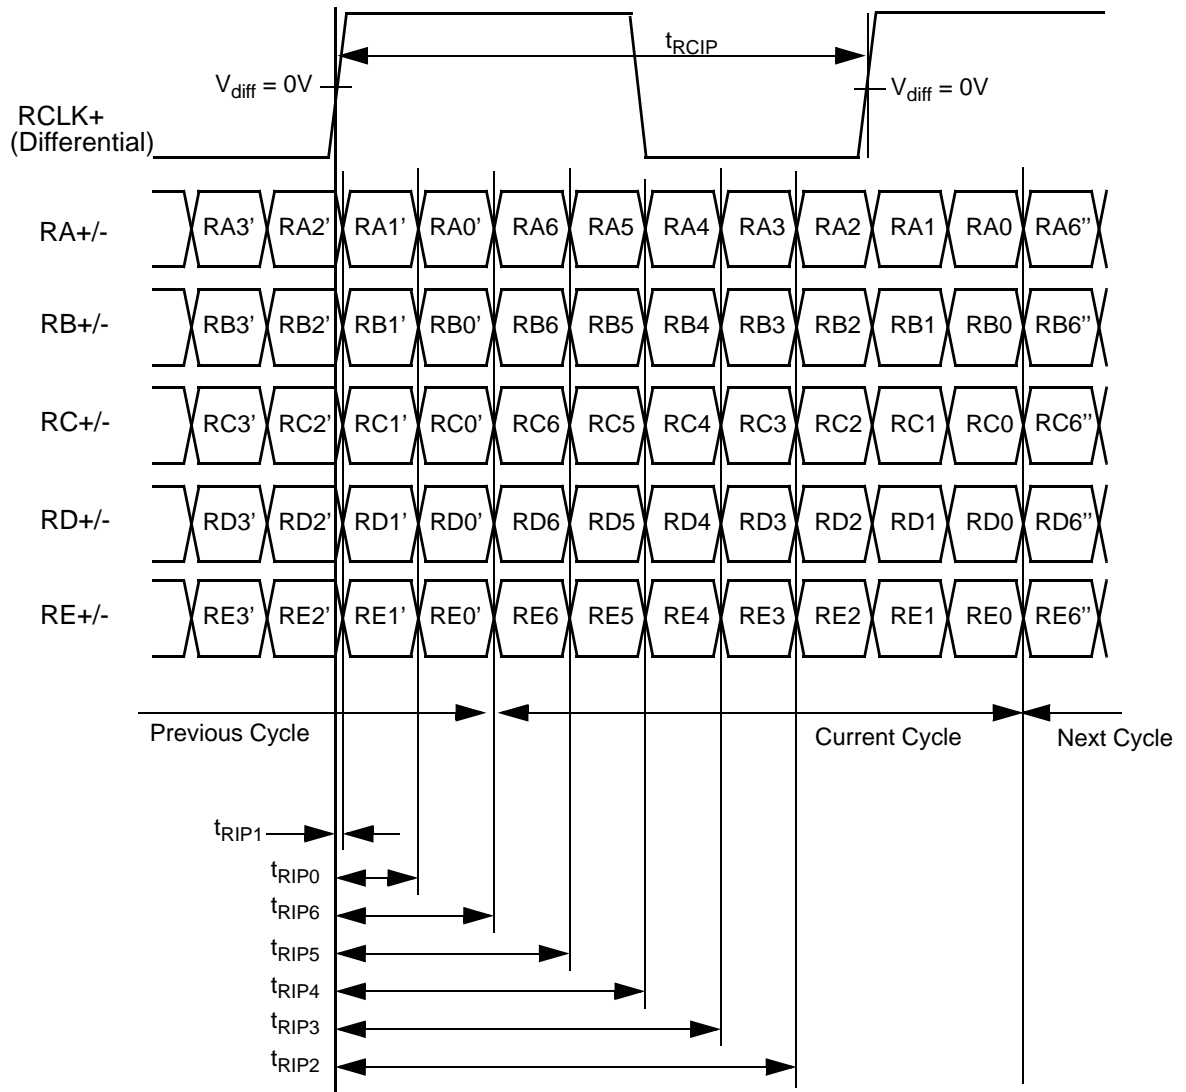 tRCIP
Vdiff = 0V
Vdiff = 0V
RCLK+
(Differential)
RA+/- RA3’ RA2’ RA1’ RA0’ RA6 RA5 RA4 RA3 RA2 RA1 RA0 RA6”
RB+/- RB3’ RB2’ RB1’ RB0’ RB6 RB5 RB4 RB3 RB2 RB1 RB0 RB6”
RC+/- RC3’ RC2’ RC1’ RC0’ RC6 RC5 RC4 RC3 RC2 RC1 RC0 RC6”
RD+/- RD3’ RD2’ RD1’ RD0’ RD6 RD5 RD4 RD3 RD2 RD1 RD0 RD6”
RE+/- RE3’ RE2’ RE1’ RE0’ RE6 RE5 RE4 RE3 RE2 RE1 RE0 RE6”
Previous Cycle Current Cycle Next Cycle
tRIP1
tRIP0
tRIP6
tRIP5
tRIP4
tRIP3
tRIP2